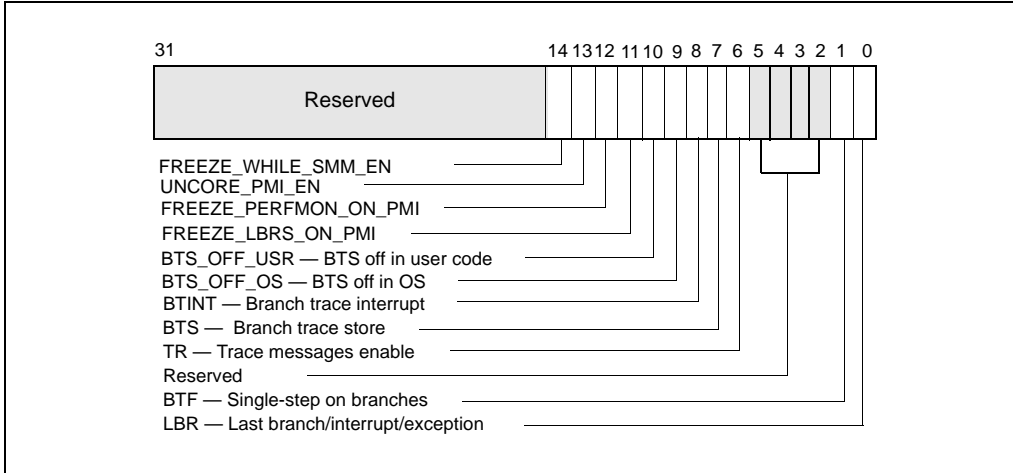 31 14 13 12 11 10 9 8 7 6 5 4 3 2 1 0
Reserved
FREEZE_WHILE_SMM_EN
UNCORE_PMI_EN
FREEZE_PERFMON_ON_PMI
FREEZE_LBRS_ON_PMI
BTS_OFF_USR — BTS off in user code
BTS_OFF_OS — BTS off in OS
BTINT — Branch trace interrupt
BTS — Branch trace store
TR — Trace messages enable
Reserved
BTF — Single-step on branches
LBR — Last branch/interrupt/exception